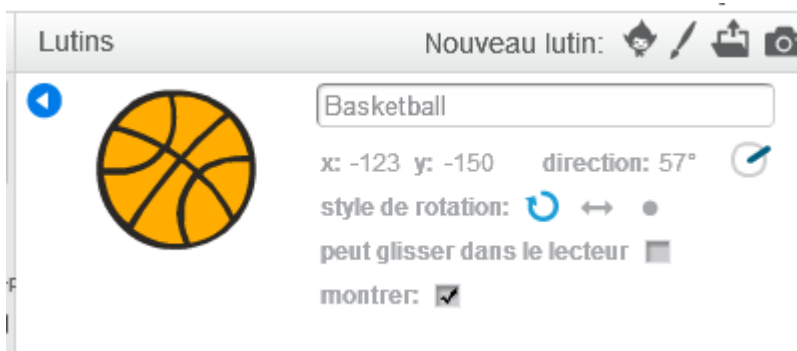 Lutins Nouveau lutin:
Basketball
x: -123 y: -150 direction: 57°
style de rotation:
peut glisser dans le lecteur
montrer: